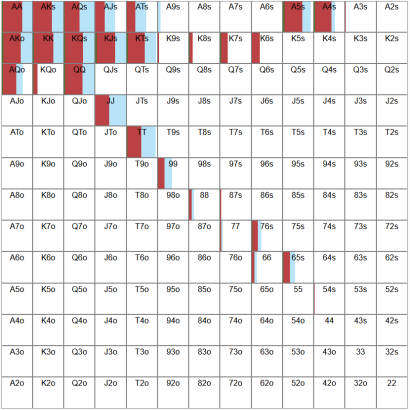 AA AKs AQs AJs ATs A9s A8s A7s A6s A5s A4s A3s A2s
AKo KK KQs KJs KTs K9s K8s K7s K6s K5s K4s K3s K2s
AQo KQo QQ QJs QTs Q9s Q8s Q7s Q6s Q5s Q4s Q3s Q2s
AJo KJo QJo JJ JTs J9s J8s J7s J6s J5s J4s J3s J2s
ATo KTo QTo JTo TT T9s T8s T7s T6s T5s T4s T3s T2s
A9o K9o Q9o J9o T9o 99 98s 97s 96s 95s 94s 93s 92s
A8o K8o Q8o J8o T8o 98o 88 87s 86s 85s 84s 83s 82s
A7o K7o Q7o J7o T7o 97o 87o 77 76s 75s 74s 73s 72s
A6o K6o Q6o J6o T6o 96o 86o 76o 66 65s 64s 63s 62s
A5o K5o Q5o J5o T5o 95o 85o 75o 65o 55 54s 53s 52s
A4o K4o Q4o J4o T4o 94o 84o 74o 64o 54o 44 43s 42s
A3o K3o Q3o J3o T3o 93o 83o 73o 63o 53o 43o 33 32s
A2o K2o Q2o J2o T2o 92o 82o 72o 62o 52o 42o 32o 22